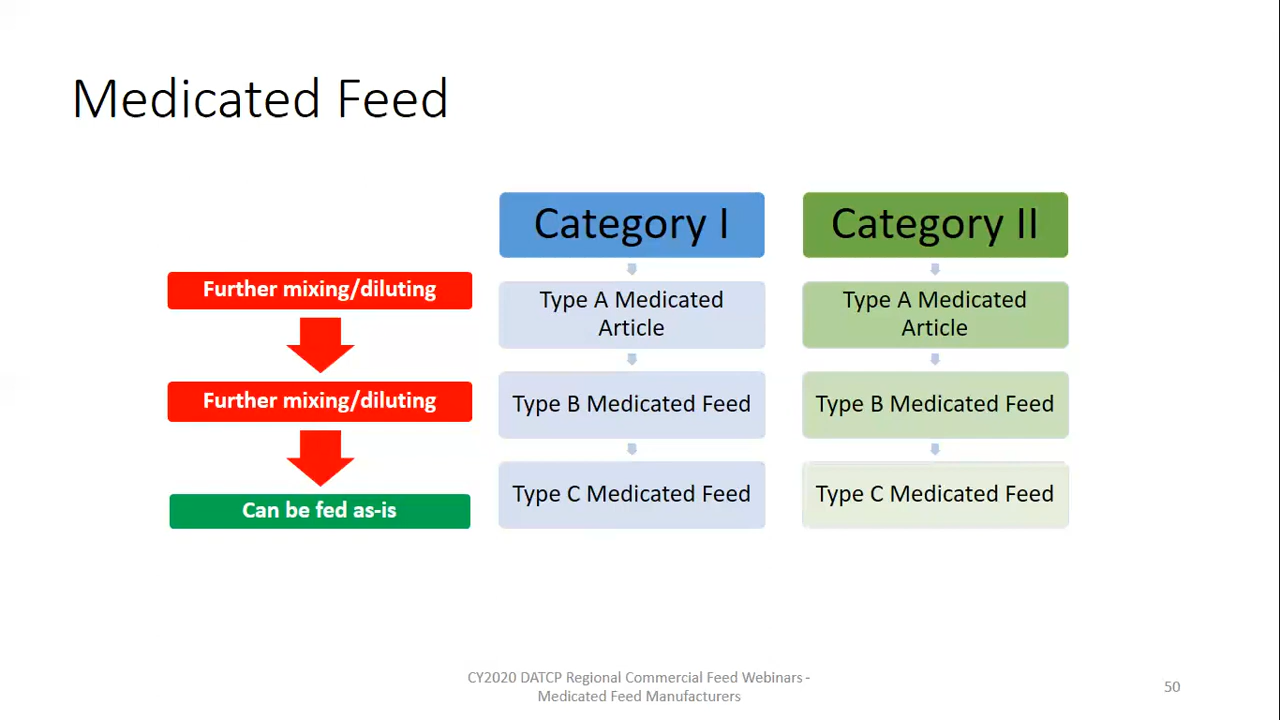 Medicated Feed
Category I
Category II
Further mixing/diluting
Type A Medicated
Article
Type A Medicated
Article
Further mixing/diluting
Type B Medicated Feed
Type B Medicated Feed
Can be fed as-is
Type C Medicated Feed
Type C Medicated Feed
CY2020 DATCP Regional Commercial Feed Webinars -
Medicated Feed Manufacturers
50